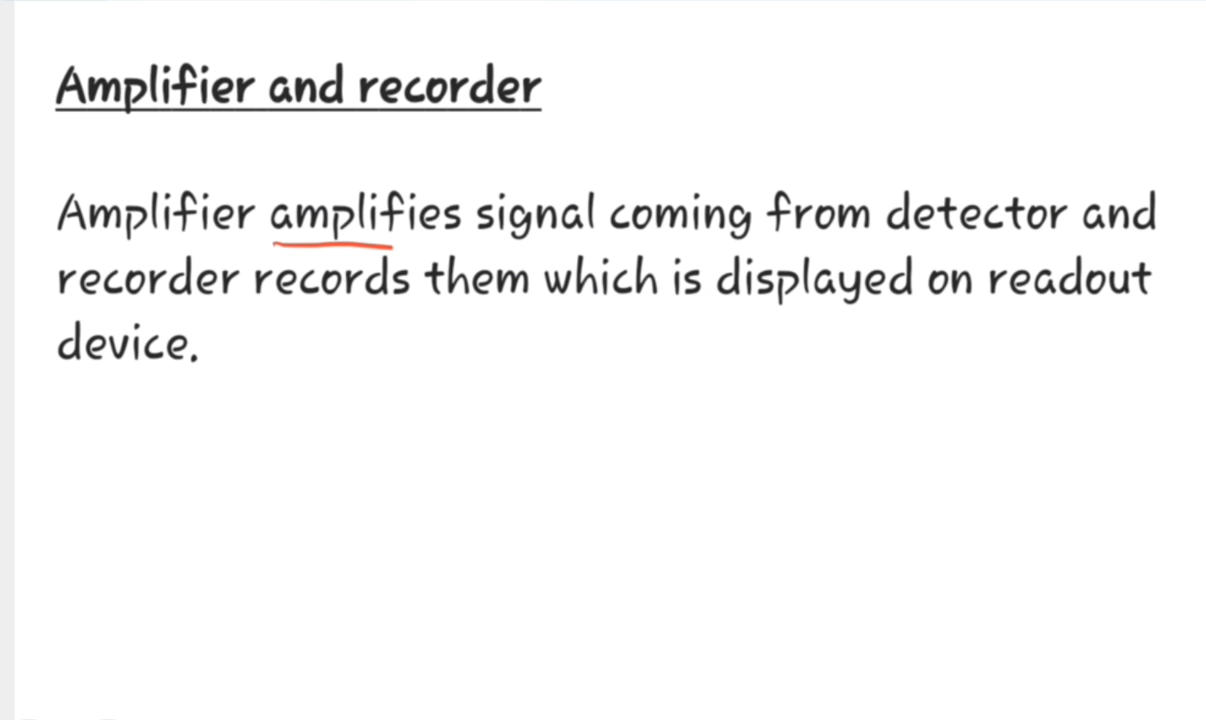 Amplifier and recorder
Amplifier amplifies signal coming from detector and
recorder records them which is displayed on readout
device.